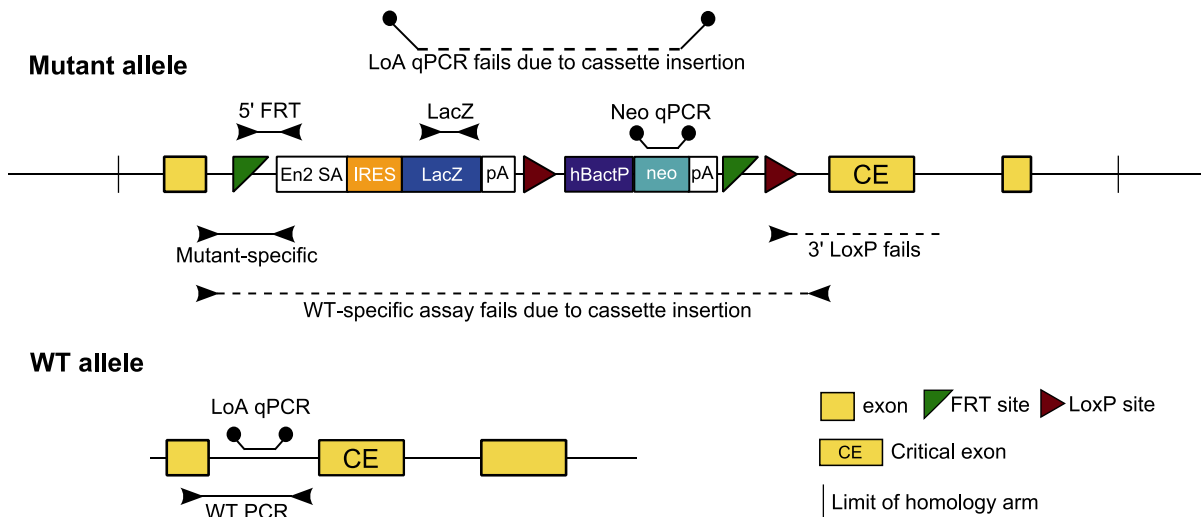 LoA qPCR fails due to cassette insertion
Mutant allele
5' FRT
LacZ
Neo qPCR
En2 SA
IRES
LacZ
pA
hBactP
neo
pA
CE
Mutant-specific
3' LoxP fails
WT-specific assay fails due to cassette insertion
WT allele
LoA qPCR
CE
WT PCR
exon
FRT site
LoxP site
CE
Critical exon
Limit of homology arm